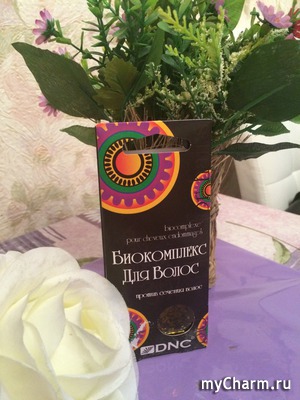 biocomplexe
pour cheveux endommagés
Биокомплекс
Для Волос
против сечения волос
DNC
myCharm.ru